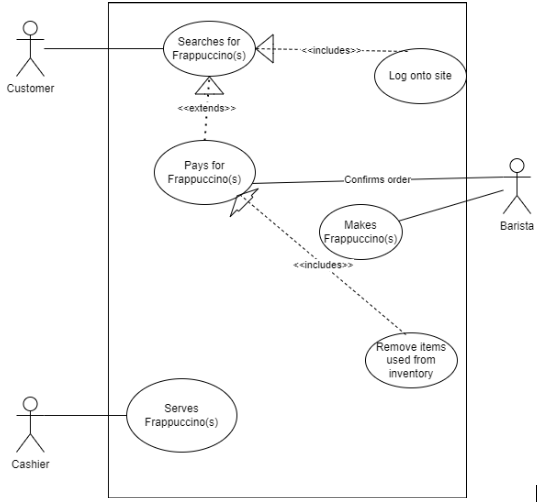 Searches for
Frappuccino(s)
<<includes>>
Log onto site
Customer
<<extends>>
Pays for
Frappuccino(s)
Confirms order
Barista
Makes
Frappuccino(s)
<<includes>>
Remove items
used from
inventory
Serves
Frappuccino(s)
Cashier